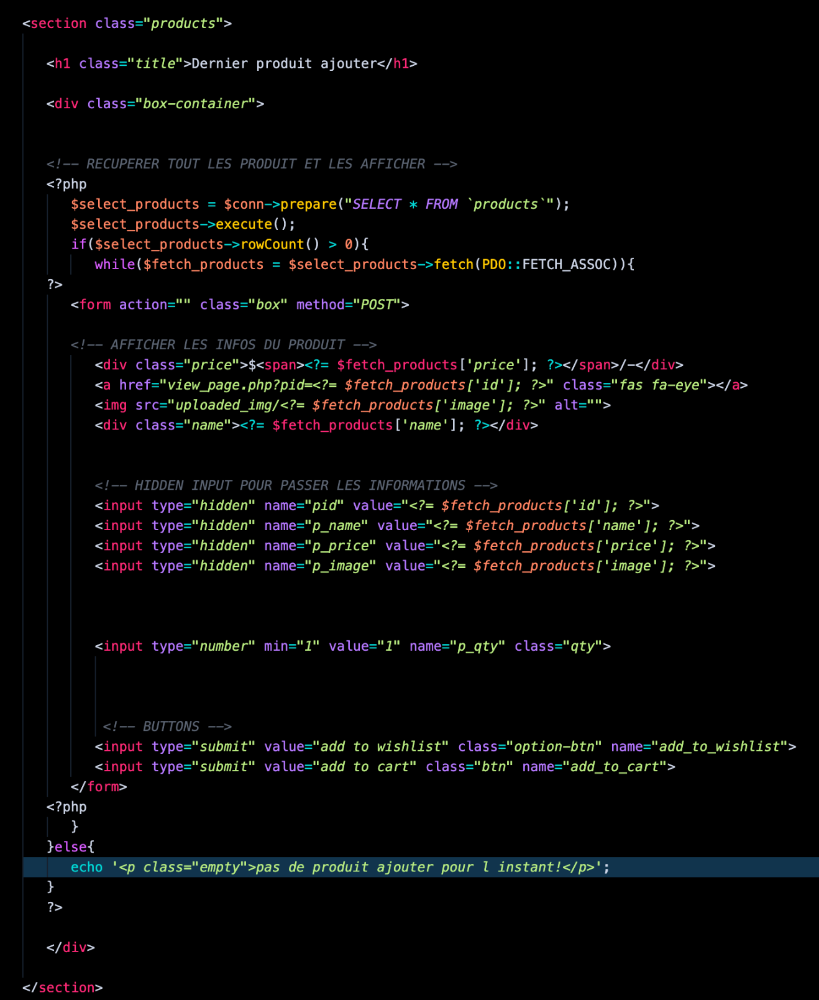 <section class="products">
<h1 class="title">Dernier produit ajouter</h1>
<div class="box-container">
<!-- RECUPERER TOUT LES PRODUIT ET LES AFFICHER -->
<?php
$select_products = $conn->prepare("SELECT * FROM `products`");
$select_products->execute();
if($select_products->rowCount() > 0){
while($fetch_products = $select_products->fetch(PDO::FETCH_ASSOC)){
?>
<form action="" class="box" method="POST">
<!-- AFFICHER LES INFOS DU PRODUIT -->
<div class="price">$<span><?= $fetch_products['price']; ?></span>/-</div>
<a href="view_page.php?pid=<?= $fetch_products['id']; ?>" class="fas fa-eye"></a>
<img src="uploaded_img/<?= $fetch_products['image']; ?>" alt="">
<div class="name"><?= $fetch_products['name']; ?></div>
<!-- HIDDEN INPUT POUR PASSER LES INFORMATIONS -->
<input type="hidden" name="pid" value="<?= $fetch_products['id']; ?>">
<input type="hidden" name="p_name" value="<?= $fetch_products['name']; ?>">
<input type="hidden" name="p_price" value="<?= $fetch_products['price']; ?>">
<input type="hidden" name="p_image" value="<?= $fetch_products['image']; ?>">
<input type="number" min="1" value="1" name="p_qty" class="qty">
<!-- BUTTONS -->
<input type="submit" value="add to wishlist" class="option-btn" name="add_to_wishlist">
<input type="submit" value="add to cart" class="btn" name="add_to_cart">
</form>
<?php
}
}else{
echo '<p class="empty">pas de produit ajouter pour l instant!</p>';
}
?>
</div>
</section>